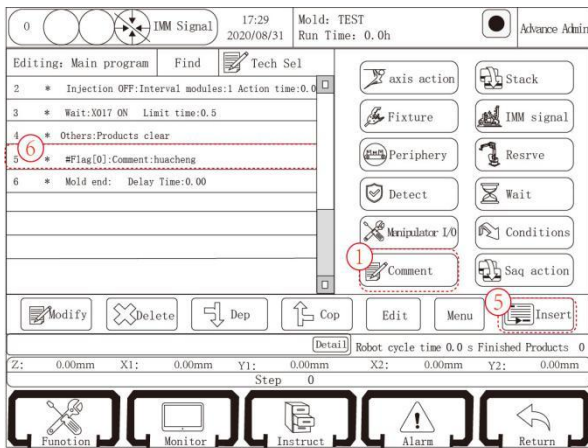 0 IMM Signal 17:29 2020/08/31 Mold: TEST Run Time: 0.0h Advance Admin
Editing: Main program Find Tech Sel
2 * Injection OFF:Interval modules:1 Action time:0.0
3 * Wait:X017 ON Limit time:0.5
4 * Others:Products clear
6
5 * #Flag[0]:Comment:huacheng
6 * Mold end: Delay Time:0.00
axis action Stack
Fixture IMM signal
Periphery Resrve
Detect Wait
Manipulator I/O Conditions
1
Comment Saq action
5
Modify Delete Dep Cop Edit Menu Insert
Detail Robot cycle time 0.0 s Finished Products 0
Z: 0.00mm X1: 0.00mm Y1: 0.00mm X2: 0.00mm Y2: 0.00mm
Step 0
Funotion Monitor Instruct Alarm Return